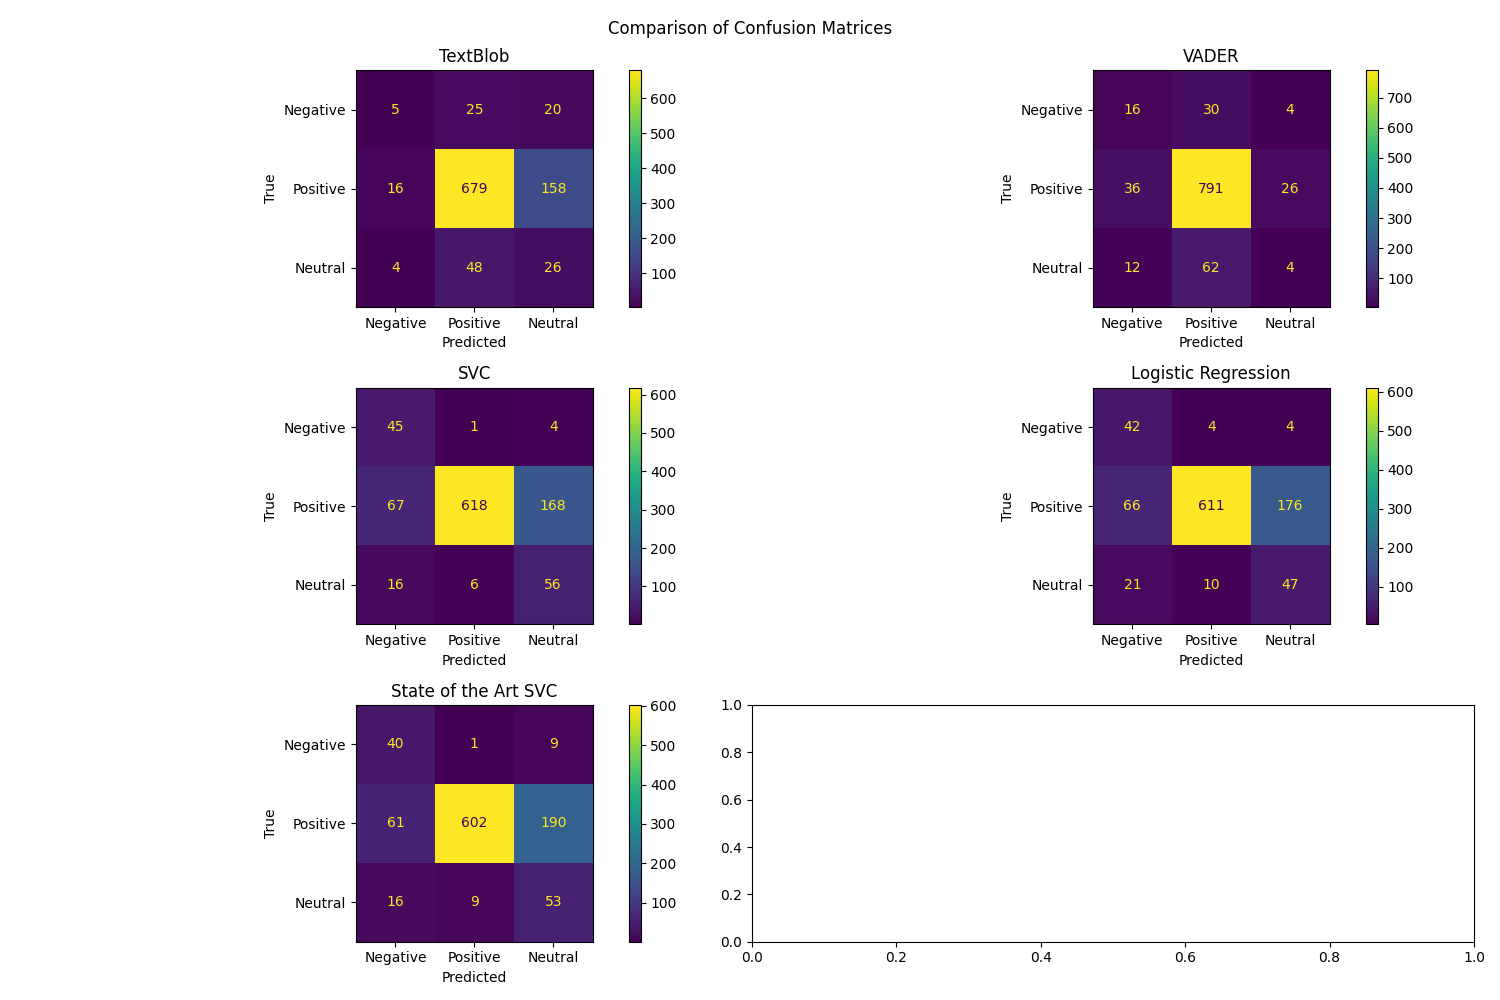 Comparison of Confusion Matrices
TextBlob
Negative 5 25 20
Positive 16 679 158
Neutral 4 48 26
True
Negative Positive Neutral
Predicted
600
500
400
300
200
100
VADER
Negative 16 30 4
Positive 36 791 26
Neutral 12 62 4
True
Negative Positive Neutral
Predicted
700
600
500
400
300
200
100
SVC
Negative 45 1 4
Positive 67 618 168
Neutral 16 6 56
True
Negative Positive Neutral
Predicted
600
500
400
300
200
100
Logistic Regression
Negative 42 4 4
Positive 66 611 176
Neutral 21 10 47
True
Negative Positive Neutral
Predicted
600
500
400
300
200
100
State of the Art SVC
Negative 40 1 9
Positive 61 602 190
Neutral 16 9 53
True
Negative Positive Neutral
Predicted
600
500
400
300
200
100
1.0
0.8
0.6
0.4
0.2
0.0
0.0 0.2 0.4 0.6 0.8 1.0